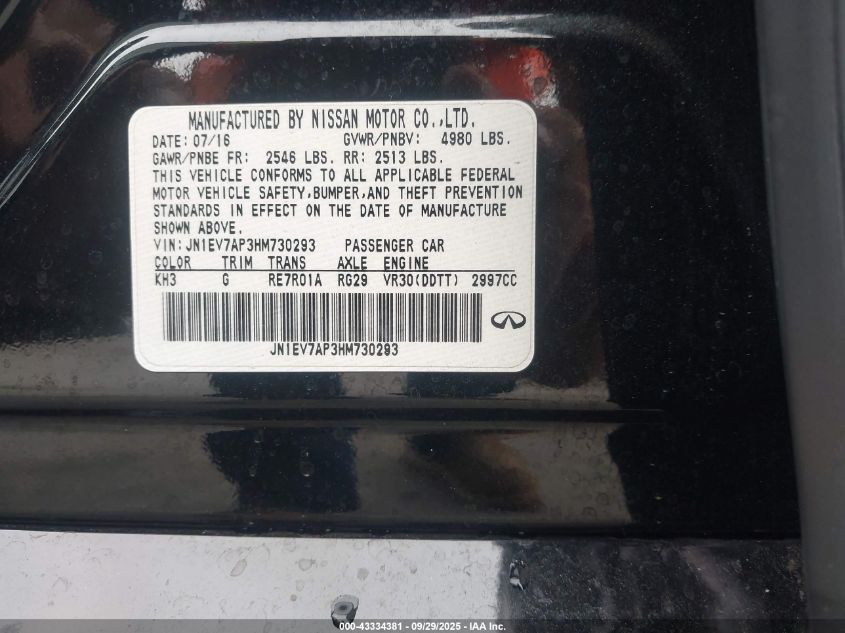 MANUFACTURED BY NISSAN MOTOR CO.,LTD.
DATE: 07/16 GVWR/PNBV: 4980 LBS.
GAWR/PNBE FR: 2546 LBS. RR: 2513 LBS.
THIS VEHICLE CONFORMS TO ALL APPLICABLE FEDERAL
MOTOR VEHICLE SAFETY,BUMPER,AND THEFT PREVENTION
STANDARDS IN EFFECT ON THE DATE OF MANUFACTURE
SHOWN ABOVE.
VIN:JN1EV7AP3HM730293 PASSENGER CAR
COLOR TRIM TRANS AXLE ENGINE
KH3 G RE7R01A RG29 VR30(DDTT) 2997CC
JN1EV7AP3HM730293
000-43334381 - 09/29/2025 - IAA Inc.